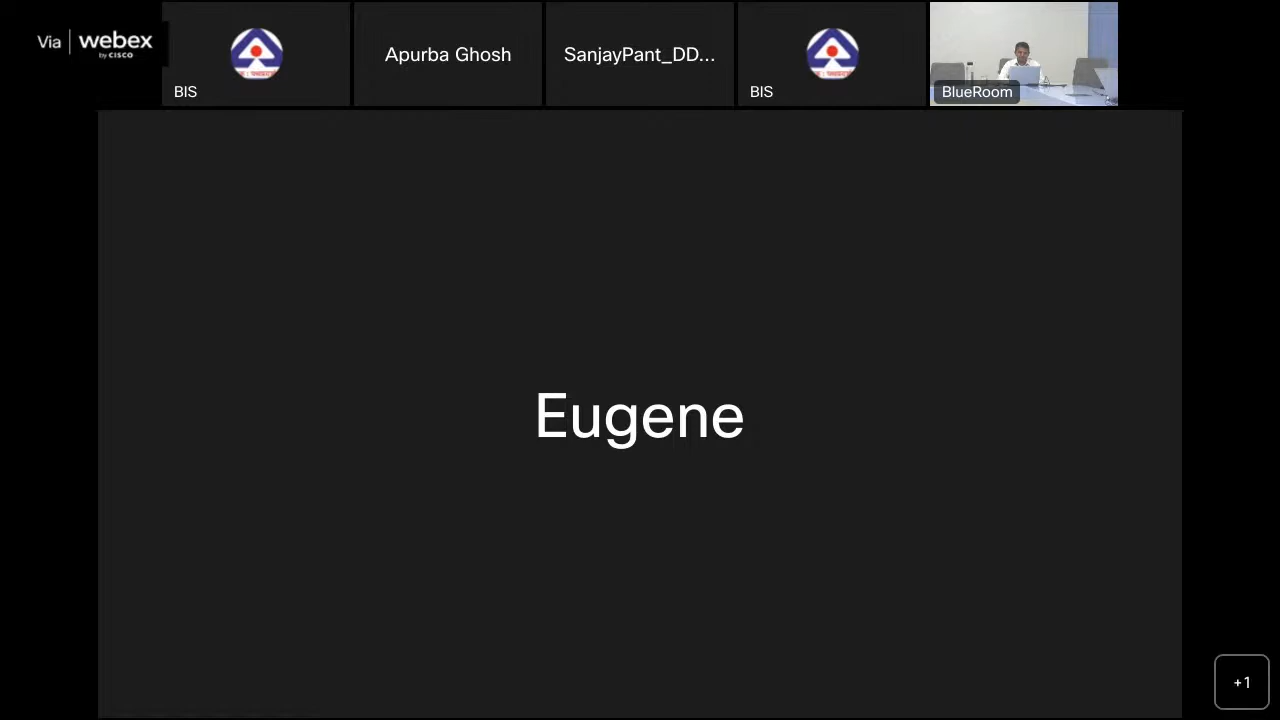 Via webex
by CISCO
BIS
Apurba Ghosh
SanjayPant_DD...
BIS
BlueRoom
Eugene
+1